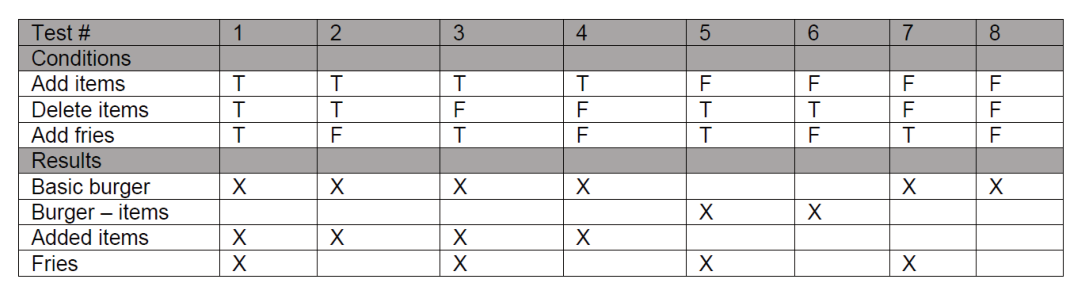 Test # 1 2 3 4 5 6 7 8
Conditions
Add items T T T T F F F F
Delete items T T F F T T F F
Add fries T F T F T F T F
Results
Basic burger X X X X X X
Burger – items X X
Added items X X X X
Fries X X X X